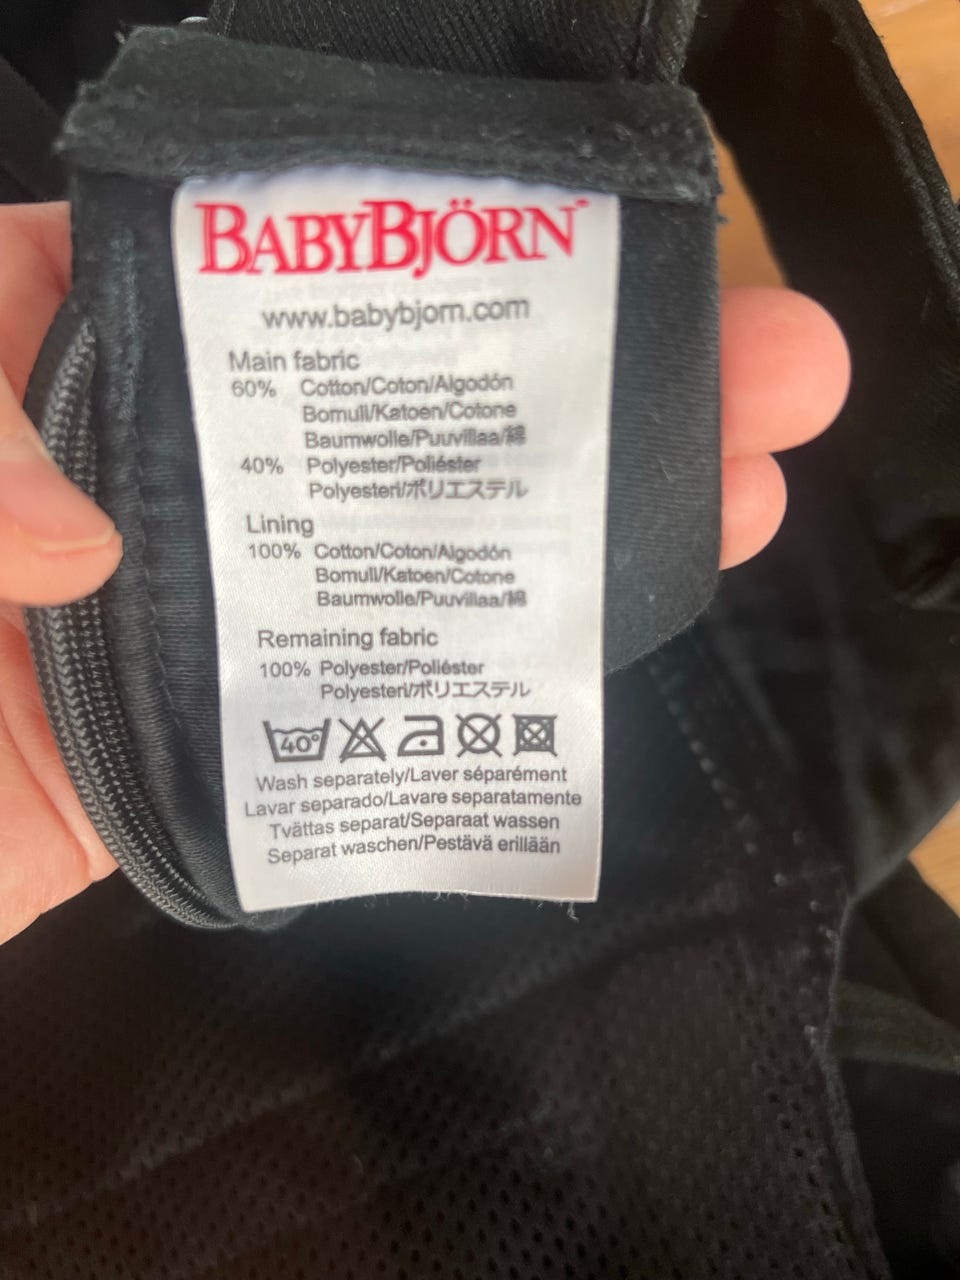 BABYBJÖRN
www.babybjorn.com
Main fabric
60% Cotton/Coton/Algodón
Bomull/Katoen/Cotone
Baumwolle/Puuvillaa/綿
40% Polyester/Poliéster
Polyesteri/ポリエステル
Lining
100% Cotton/Coton/Algodón
Bomull/Katoen/Cotone
Baumwolle/Puuvillaa/綿
Remaining fabric
100% Polyester/Poliéster
Polyesteri/ポリエステル
40°
Wash separately/Laver séparément
Lavar separado/Lavare separatamente
Tvättas separat/Separaat wassen
Separat waschen/Pestävä erillään